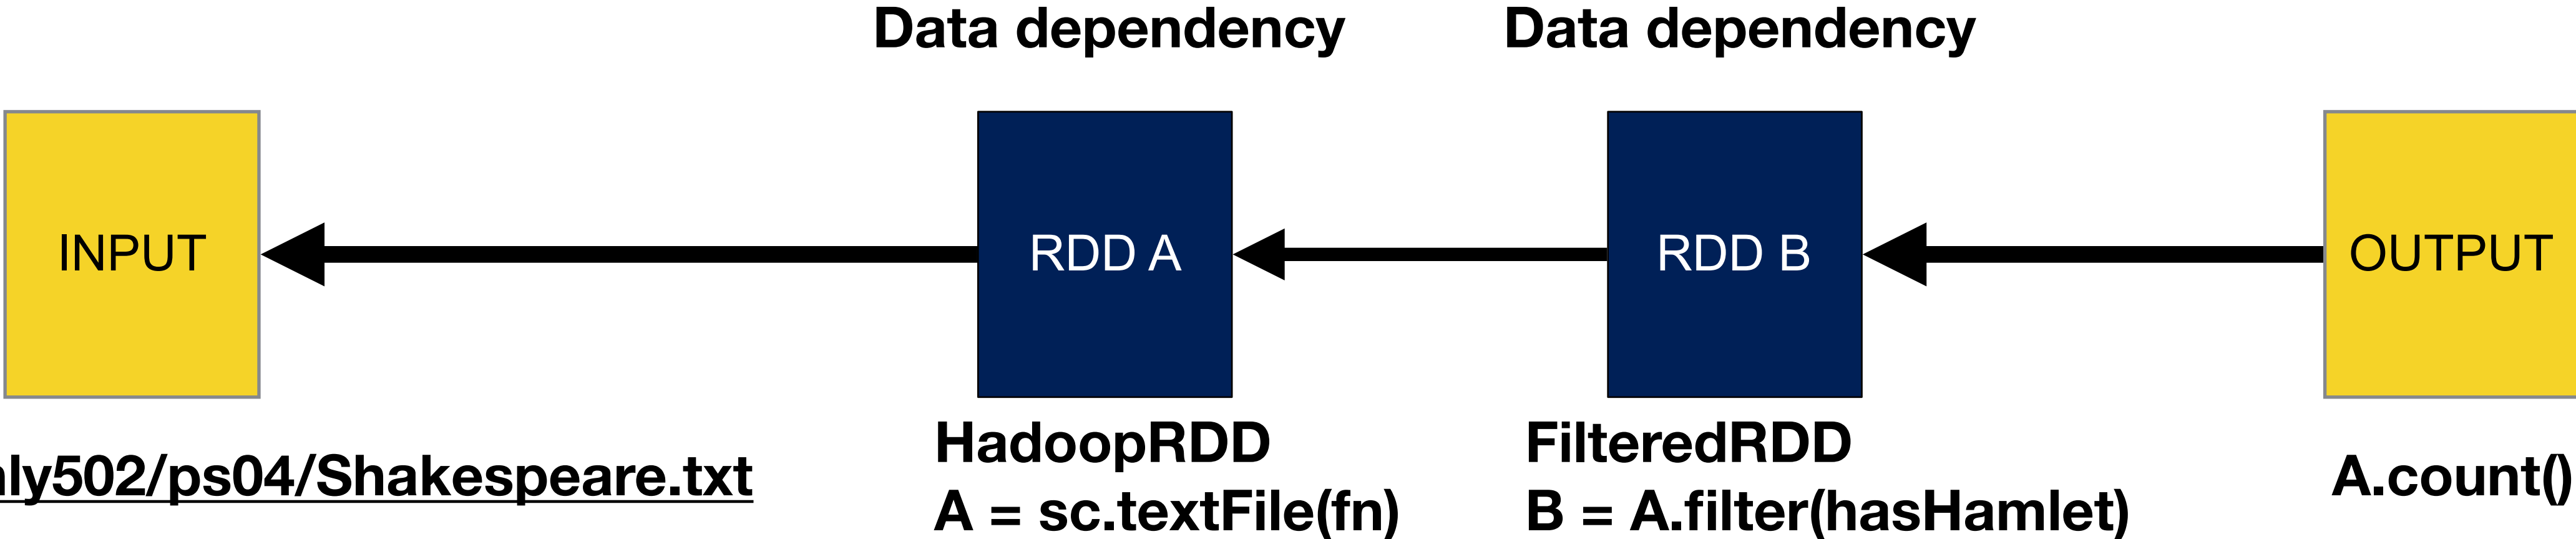 Data dependency
Data dependency
INPUT
RDD A
RDD B
OUTPUT
ly502/ps04/Shakespeare.txt
HadoopRDD
A = sc.textFile(fn)
FilteredRDD
B = A.filter(hasHamlet)
A.count()